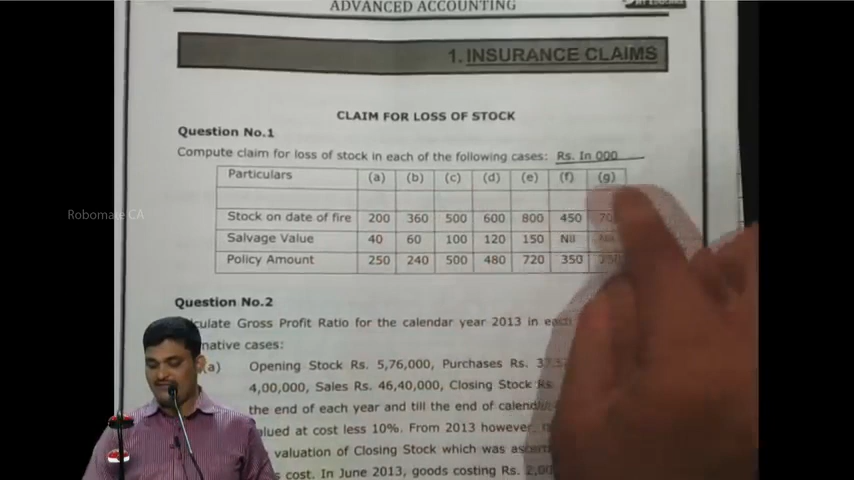 ADVANCED ACCOUNTING
1. INSURANCE CLAIMS
CLAIM FOR LOSS OF STOCK
Question No.1
Compute claim for loss of stock in each of the following cases: Rs. In 000
Particulars (a) (b) (c) (d) (e) (f) (g)
Stock on date of fire 200 360 500 600 800 450
Salvage Value 40 60 100 120 150 Nil
Policy Amount 250 240 500 480 720 350
Robomate CA
Question No.2
culate Gross Profit Ratio for the calendar year 2013 in
native cases:
(a) Opening Stock Rs. 5,76,000, Purchases Rs.
4,00,000, Sales Rs. 46,40,000, Closing Stock
the end of each year and till the end of
alued at cost less 10%. From 2013 however,
valuation of Closing Stock which was
cost. In June 2013, goods costing Rs.